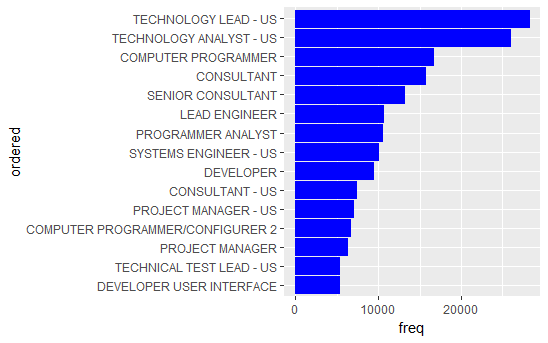 TECHNOLOGY LEAD - US
TECHNOLOGY ANALYST - US
COMPUTER PROGRAMMER
CONSULTANT
SENIOR CONSULTANT
LEAD ENGINEER
PROGRAMMER ANALYST
SYSTEMS ENGINEER - US
DEVELOPER
CONSULTANT - US
PROJECT MANAGER - US
COMPUTER PROGRAMMER/CONFIGURER 2
PROJECT MANAGER
TECHNICAL TEST LEAD - US
DEVELOPER USER INTERFACE
ordered
0 10000 20000
freq